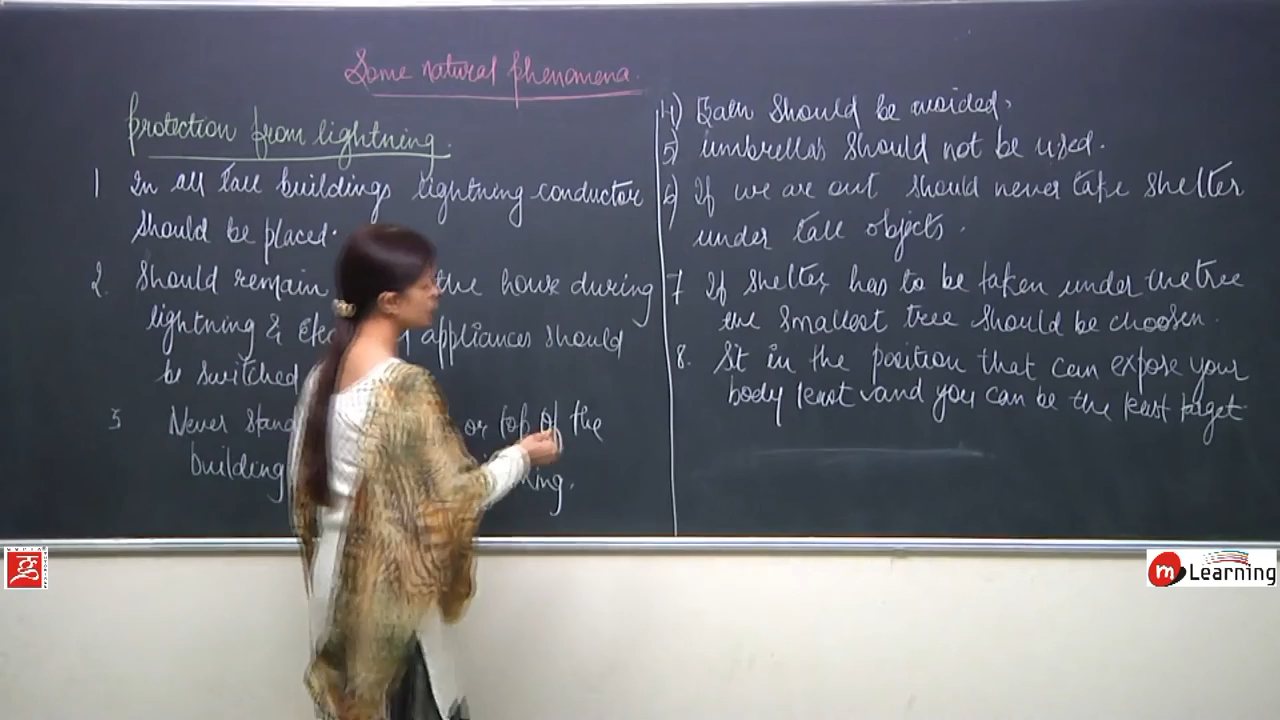 Some natural phenomena.
Protection from lightning.
1 In all tall buildings lightning conductor
should be placed.
2. Should remain the house during
lightning & appliances should
be switched
3 Never stand or top of the
building
4) should be avoided.
5) umbrellas should not be used.
6) If we are out should never take shelter
under tall objects.
7 If shelter has to be taken under the tree
the smallest tree should be choosen.
8. Sit in the position that can expose your
body least and you can be the least target
m Learning